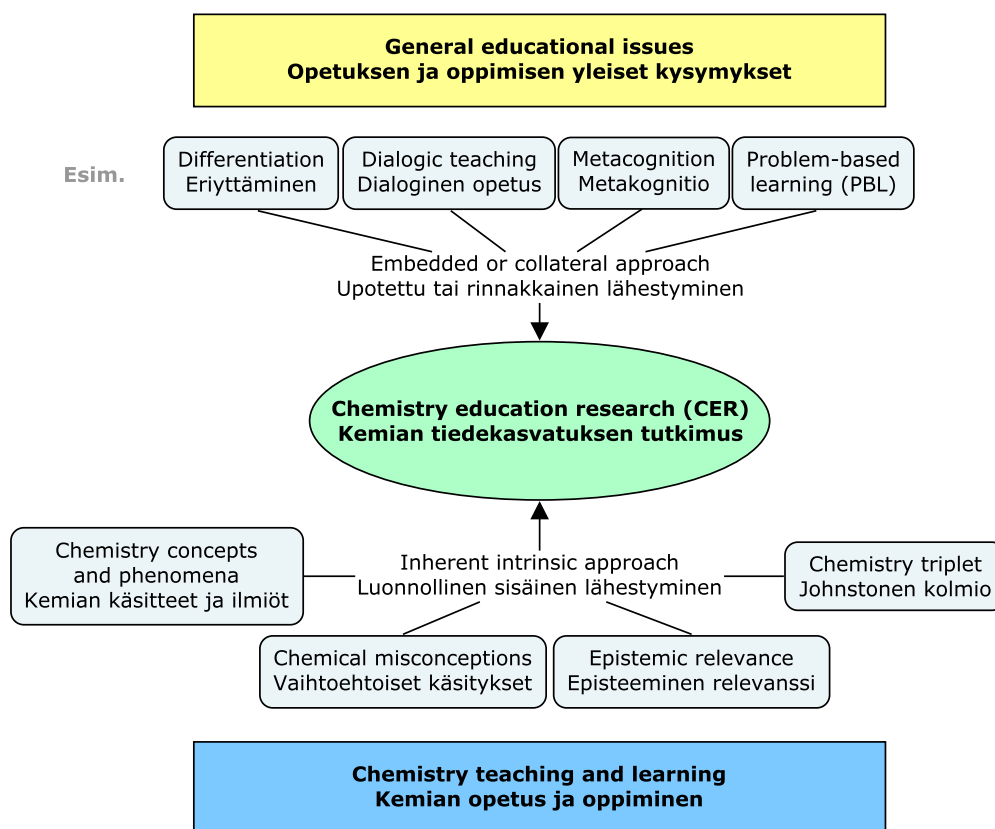 General educational issues
Opetuksen ja oppimisen yleiset kysymykset
Esim.
Differentiation
Eriyttäminen
Dialogic teaching
Dialoginen opetus
Metacognition
Metakognitio
Problem-based
learning (PBL)
Embedded or collateral approach
Upotettu tai rinnakkainen lähestyminen
Chemistry education research (CER)
Kemian tiedekasvatuksen tutkimus
Chemistry concepts
and phenomena
Kemian käsitteet ja ilmiöt
Inherent intrinsic approach
Luonnollinen sisäinen lähestyminen
Chemistry triplet
Johnstonen kolmio
Chemical misconceptions
Vaihtoehtoiset käsitykset
Epistemic relevance
Episteeminen relevanssi
Chemistry teaching and learning
Kemian opetus ja oppiminen